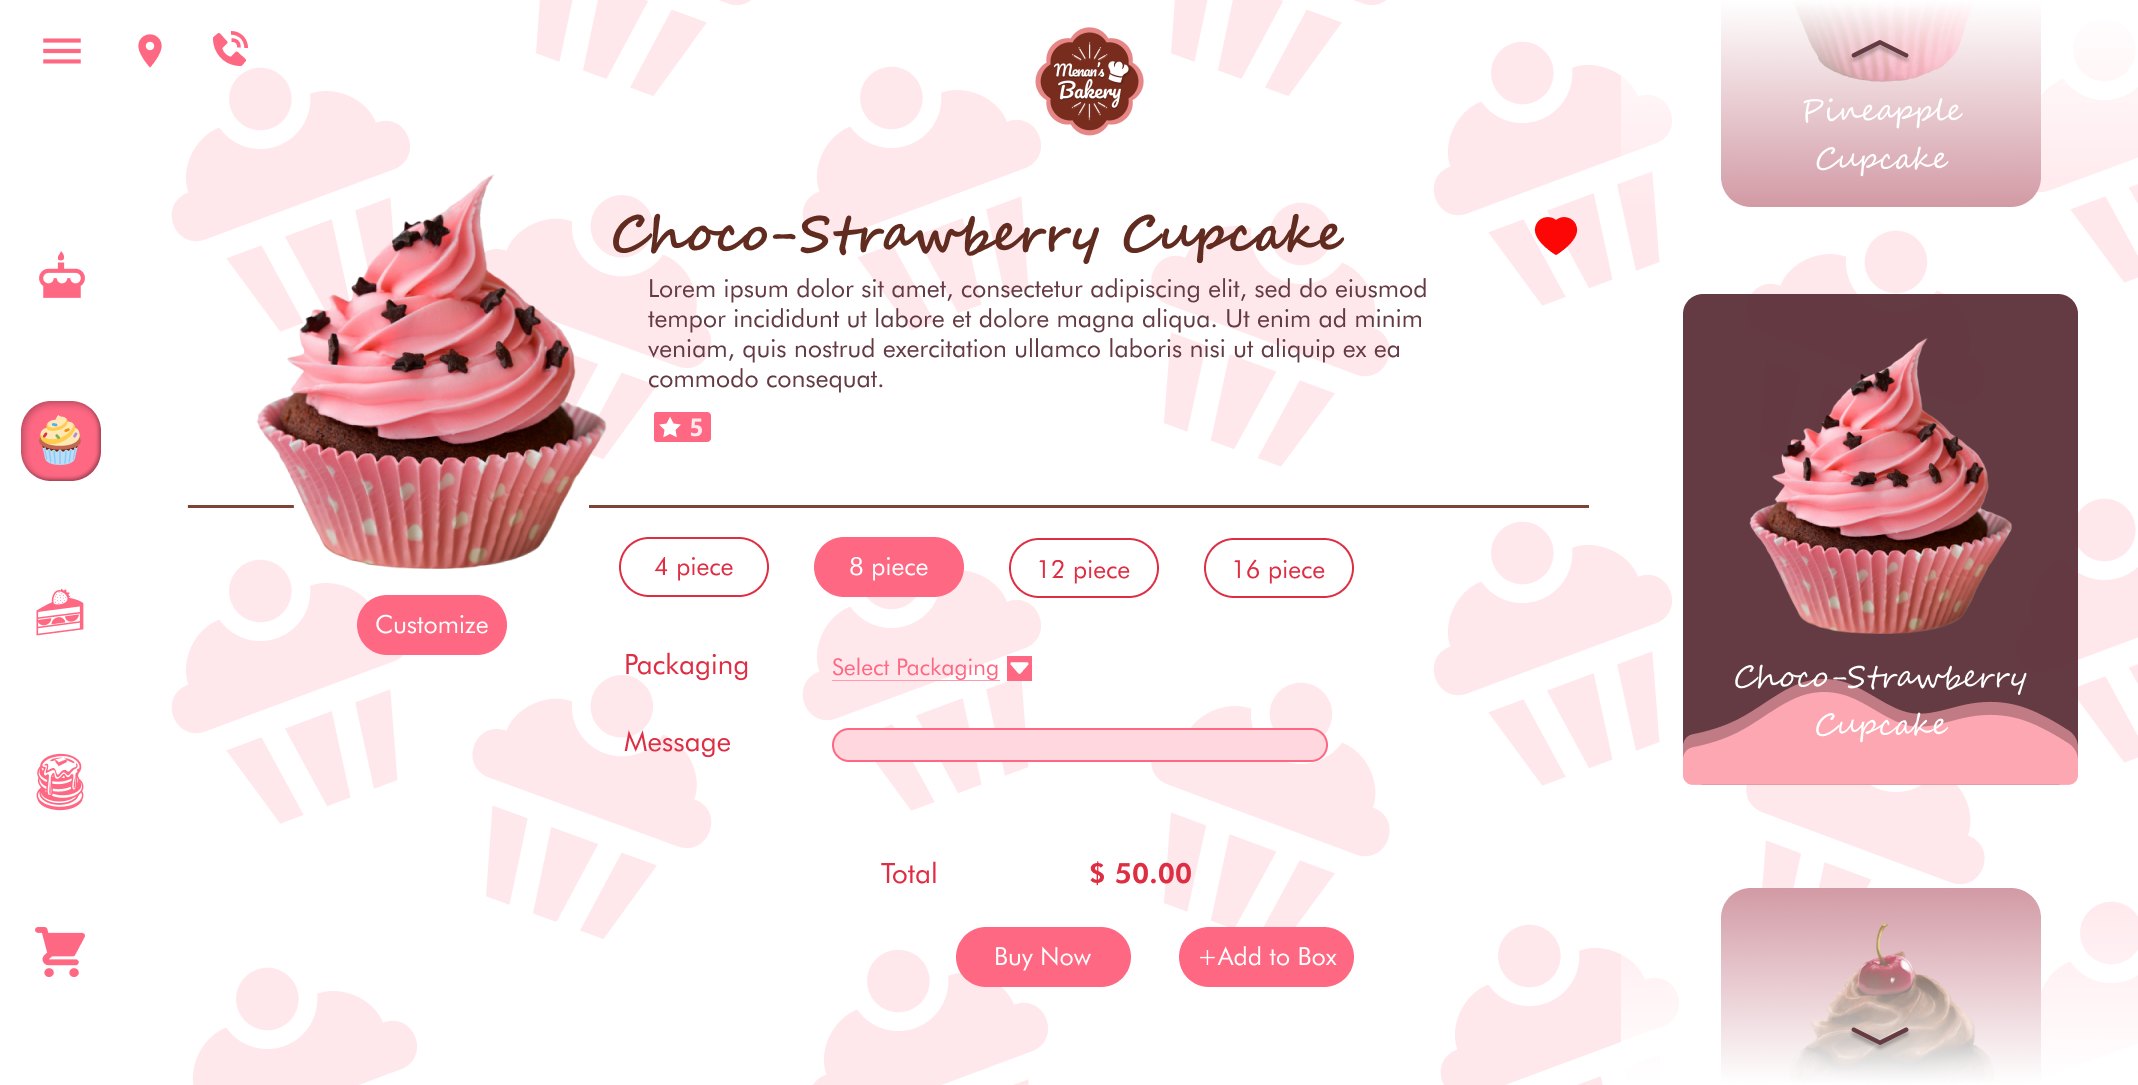 Menan's
Bakery
Pineapple
Cupcake
Choco-Strawberry Cupcake
Lorem ipsum dolor sit amet, consectetur adipiscing elit, sed do eiusmod
tempor incididunt ut labore et dolore magna aliqua. Ut enim ad minim
veniam, quis nostrud exercitation ullamco laboris nisi ut aliquip ex ea
commodo consequat.
5
4 piece
8 piece
12 piece
16 piece
Customize
Packaging
Select Packaging
Message
Total
$ 50.00
Buy Now
+Add to Box
Choco-Strawberry
Cupcake